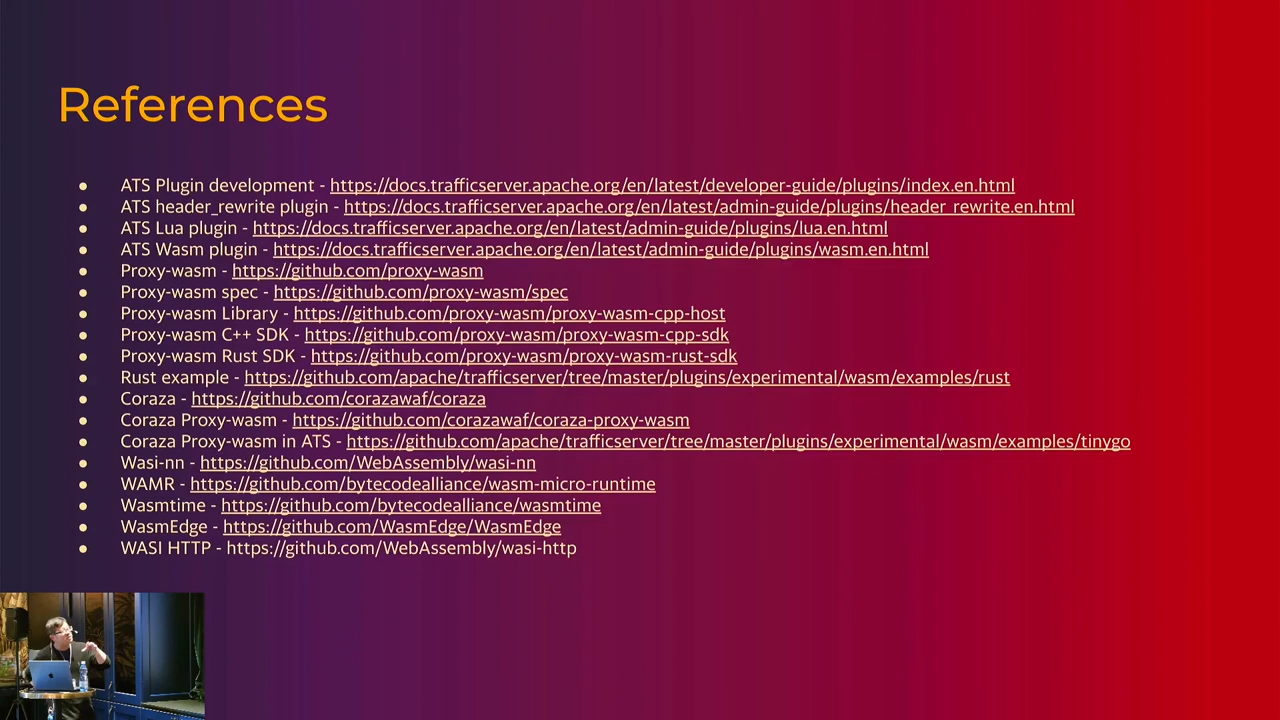 References
● ATS Plugin development - https://docs.trafficserver.apache.org/en/latest/developer-guide/plugins/index.en.html
● ATS header_rewrite plugin - https://docs.trafficserver.apache.org/en/latest/admin-guide/plugins/header_rewrite.en.html
● ATS Lua plugin - https://docs.trafficserver.apache.org/en/latest/admin-guide/plugins/lua.en.html
● ATS Wasm plugin - https://docs.trafficserver.apache.org/en/latest/admin-guide/plugins/wasm.en.html
● Proxy-wasm - https://github.com/proxy-wasm
● Proxy-wasm spec - https://github.com/proxy-wasm/spec
● Proxy-wasm Library - https://github.com/proxy-wasm/proxy-wasm-cpp-host
● Proxy-wasm C++ SDK - https://github.com/proxy-wasm/proxy-wasm-cpp-sdk
● Proxy-wasm Rust SDK - https://github.com/proxy-wasm/proxy-wasm-rust-sdk
● Rust example - https://github.com/apache/trafficserver/tree/master/plugins/experimental/wasm/examples/rust
● Coraza - https://github.com/corazawaf/coraza
● Coraza Proxy-wasm - https://github.com/corazawaf/coraza-proxy-wasm
● Coraza Proxy-wasm in ATS - https://github.com/apache/trafficserver/tree/master/plugins/experimental/wasm/examples/tinygo
● Wasi-nn - https://github.com/WebAssembly/wasi-nn
● WAMR - https://github.com/bytecodealliance/wasm-micro-runtime
● Wasmtime - https://github.com/bytecodealliance/wasmtime
● WasmEdge - https://github.com/WasmEdge/WasmEdge
● WASI HTTP - https://github.com/WebAssembly/wasi-http